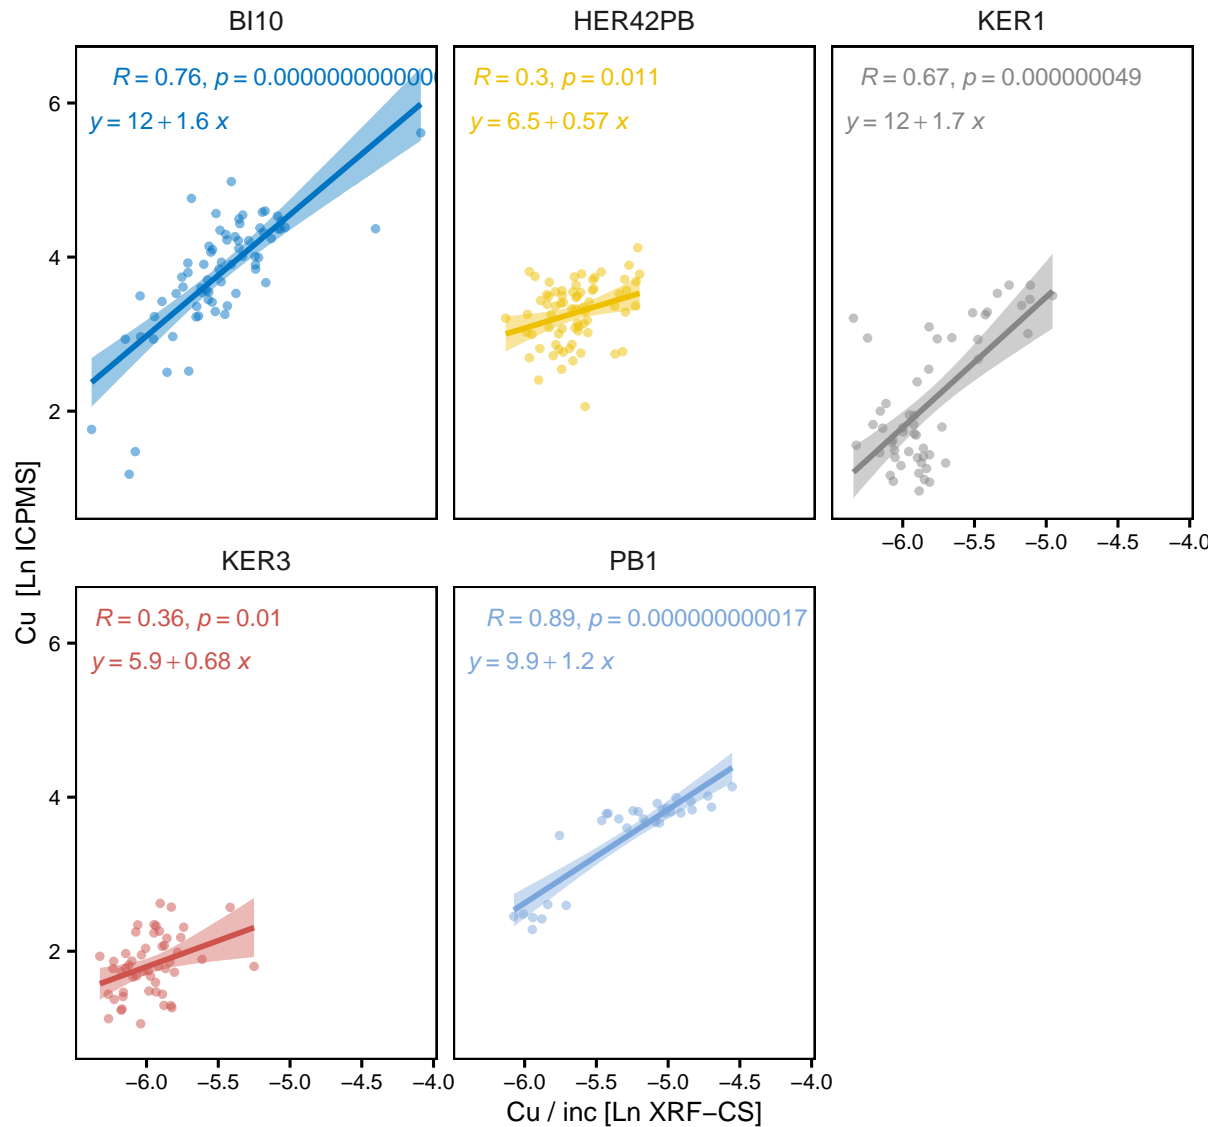 BI10
HER42PB
KER1
R = 0.76, p = 0.000000000000
R = 0.3, p = 0.011
R = 0.67, p = 0.000000049
y = 12 + 1.6 x
y = 6.5 + 0.57 x
y = 12 + 1.7 x
6
4
2
−6.0 −5.5 −5.0 −4.5 −4.0
KER3
PB1
R = 0.36, p = 0.01
R = 0.89, p = 0.000000000017
y = 5.9 + 0.68 x
y = 9.9 + 1.2 x
6
4
2
−6.0 −5.5 −5.0 −4.5 −4.0
−6.0 −5.5 −5.0 −4.5 −4.0
Cu / inc [Ln XRF−CS]
Cu [Ln ICPMS]